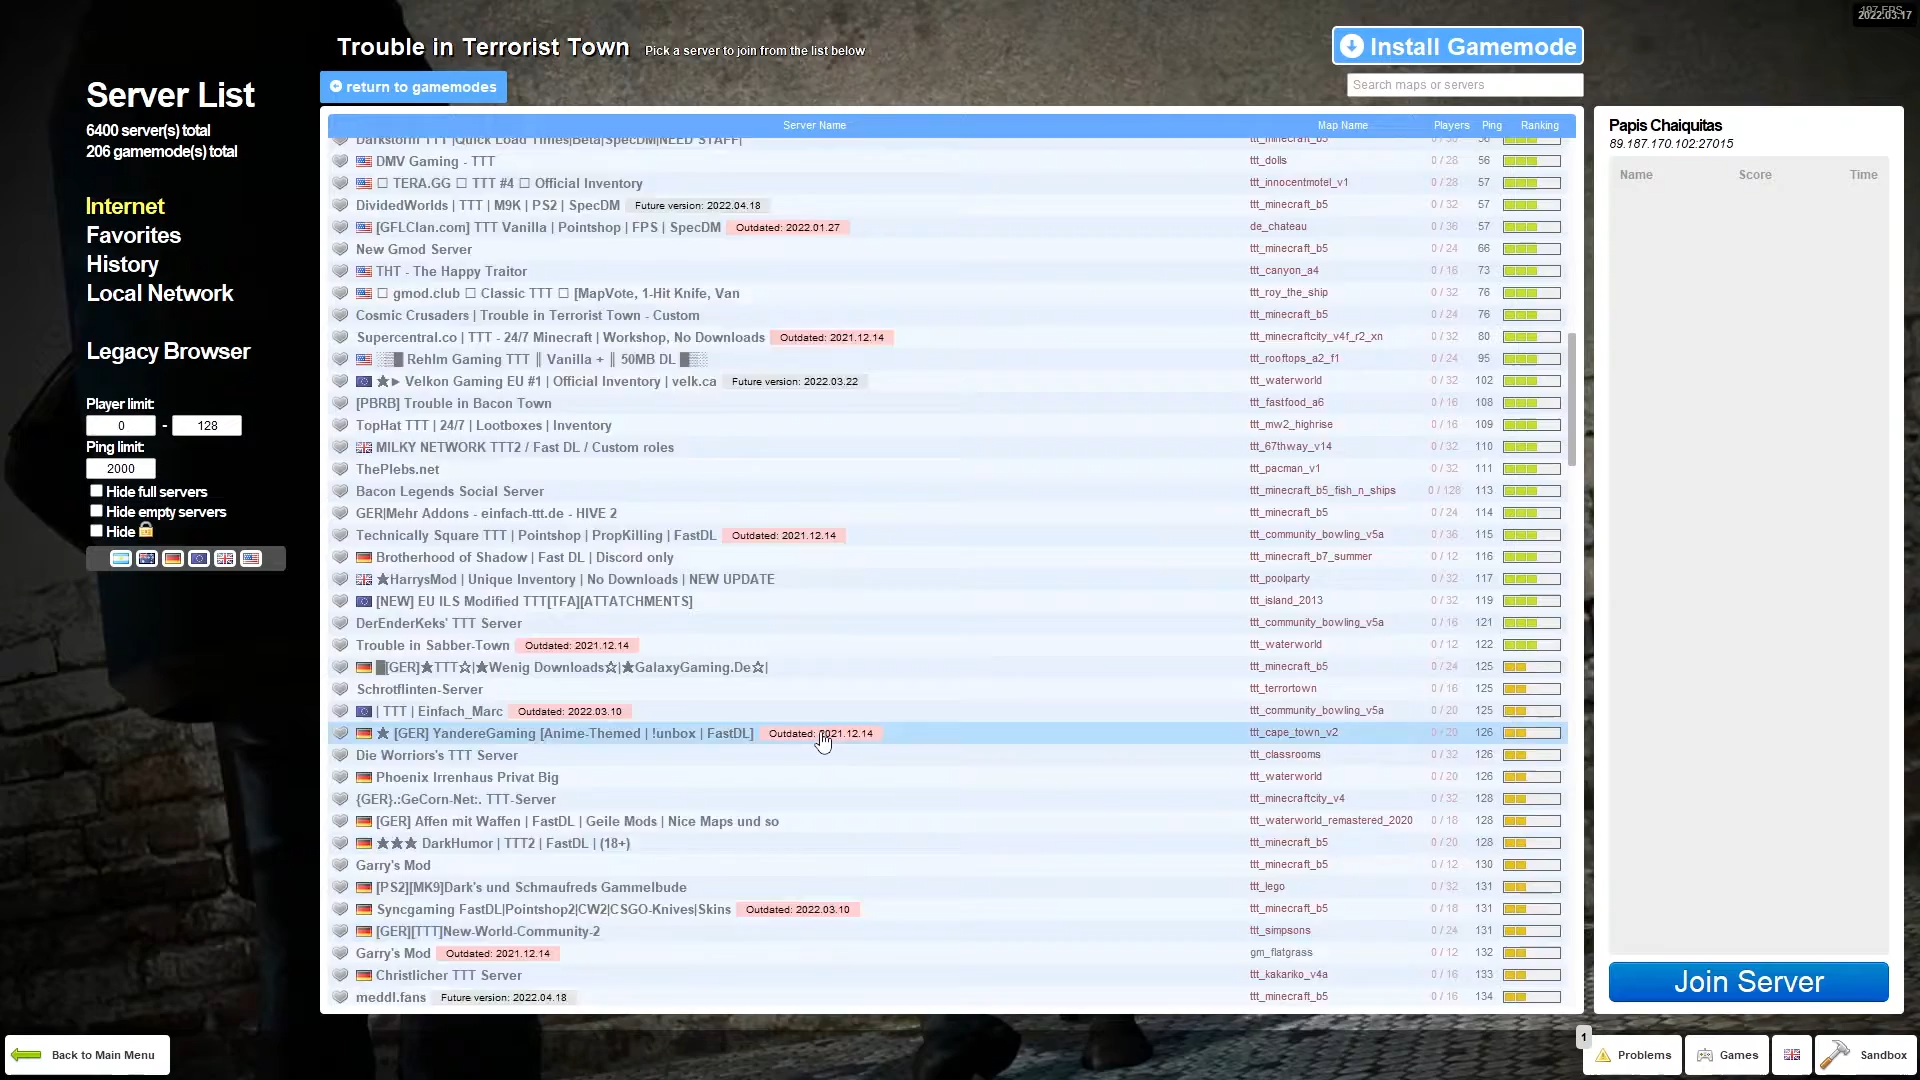 2022.03.17
Trouble in Terrorist Town Pick a server to join from the list below
Install Gamemode
return to gamemodes
Search maps or servers
Server List
6400 server(s) total
206 gamemode(s) total
Internet
Favorites
History
Local Network
Legacy Browser
Player limit:
0 - 128
Ping limit:
2000
Hide full servers
Hide empty servers
Hide
Server Name Map Name Players Ping Ranking
Darkstorm TTT |Quick Load Times|Beta|SpecDM|NEED STAFF| ttt_minecraft_b5
DMV Gaming - TTT ttt_dolls 0 / 28 56
□ TERA.GG □ TTT #4 □ Official Inventory ttt_innocentmotel_v1 0 / 28 57
DividedWorlds | TTT | M9K | PS2 | SpecDM Future version: 2022.04.18 ttt_minecraft_b5 0 / 32 57
[GFLClan.com] TTT Vanilla | Pointshop | FPS | SpecDM Outdated: 2022.01.27 de_chateau 0 / 36 57
New Gmod Server ttt_minecraft_b5 0 / 24 66
THT - The Happy Traitor ttt_canyon_a4 0 / 16 73
□ gmod.club □ Classic TTT □ [MapVote, 1-Hit Knife, Van ttt_roy_the_ship 0 / 32 76
Cosmic Crusaders | Trouble in Terrorist Town - Custom ttt_minecraft_b5 0 / 24 76
Supercentral.co | TTT - 24/7 Minecraft | Workshop, No Downloads Outdated: 2021.12.14 ttt_minecraftcity_v4f_r2_xn 0 / 32 80
░▒▓ Rehlm Gaming TTT ║ Vanilla + ║ 50MB DL ▓▒░ ttt_rooftops_a2_f1 0 / 24 95
★► Velkon Gaming EU #1 | Official Inventory | velk.ca Future version: 2022.03.22 ttt_waterworld 0 / 32 102
[PBRB] Trouble in Bacon Town ttt_fastfood_a6 0 / 16 108
TopHat TTT | 24/7 | Lootboxes | Inventory ttt_mw2_highrise 0 / 16 109
MILKY NETWORK TTT2 / Fast DL / Custom roles ttt_67thway_v14 0 / 32 110
ThePlebs.net ttt_pacman_v1 0 / 32 111
Bacon Legends Social Server ttt_minecraft_b5_fish_n_ships 0 / 128 113
GER|Mehr Addons - einfach-ttt.de - HIVE 2 ttt_minecraft_b5 0 / 24 114
Technically Square TTT | Pointshop | PropKilling | FastDL Outdated: 2021.12.14 ttt_community_bowling_v5a 0 / 36 115
Brotherhood of Shadow | Fast DL | Discord only ttt_minecraft_b7_summer 0 / 12 116
★HarrysMod | Unique Inventory | No Downloads | NEW UPDATE ttt_poolparty 0 / 32 117
[NEW] EU ILS Modified TTT[TFA][ATTATCHMENTS] ttt_island_2013 0 / 32 119
DerEnderKeks' TTT Server ttt_community_bowling_v5a 0 / 16 121
Trouble in Sabber-Town Outdated: 2021.12.14 ttt_waterworld 0 / 12 122
█[GER]★TTT☆|★Wenig Downloads☆|★GalaxyGaming.De☆| ttt_minecraft_b5 0 / 24 125
Schrotflinten-Server ttt_terrortown 0 / 16 125
| TTT | Einfach_Marc Outdated: 2022.03.10 ttt_community_bowling_v5a 0 / 20 125
★ [GER] YandereGaming [Anime-Themed | !unbox | FastDL] Outdated: 2021.12.14 ttt_cape_town_v2 0 / 29 126
Die Worriors's TTT Server ttt_classrooms 0 / 32 126
Phoenix Irrenhaus Privat Big ttt_waterworld 0 / 20 126
{GER}.:GeCorn-Net:. TTT-Server ttt_minecraftcity_v4 0 / 32 128
[GER] Affen mit Waffen | FastDL | Geile Mods | Nice Maps und so ttt_waterworld_remastered_2020 0 / 18 128
★★★ DarkHumor | TTT2 | FastDL | (18+) ttt_minecraft_b5 0 / 20 128
Garry's Mod ttt_minecraft_b5 0 / 12 130
[PS2][MK9]Dark's und Schmaufreds Gammelbude ttt_lego 0 / 32 131
Syncgaming FastDL|Pointshop2|CW2|CSGO-Knives|Skins Outdated: 2022.03.10 ttt_minecraft_b5 0 / 18 131
[GER][TTT]New-World-Community-2 ttt_simpsons 0 / 24 131
Garry's Mod Outdated: 2021.12.14 gm_flatgrass 0 / 12 132
Christlicher TTT Server ttt_kakariko_v4a 0 / 16 133
meddl.fans Future version: 2022.04.18 ttt_minecraft_b5 0 / 16 134
Papis Chaiquitas
89.187.170.102:27015
Name Score Time
Join Server
Back to Main Menu
1
Problems
Games
Sandbox